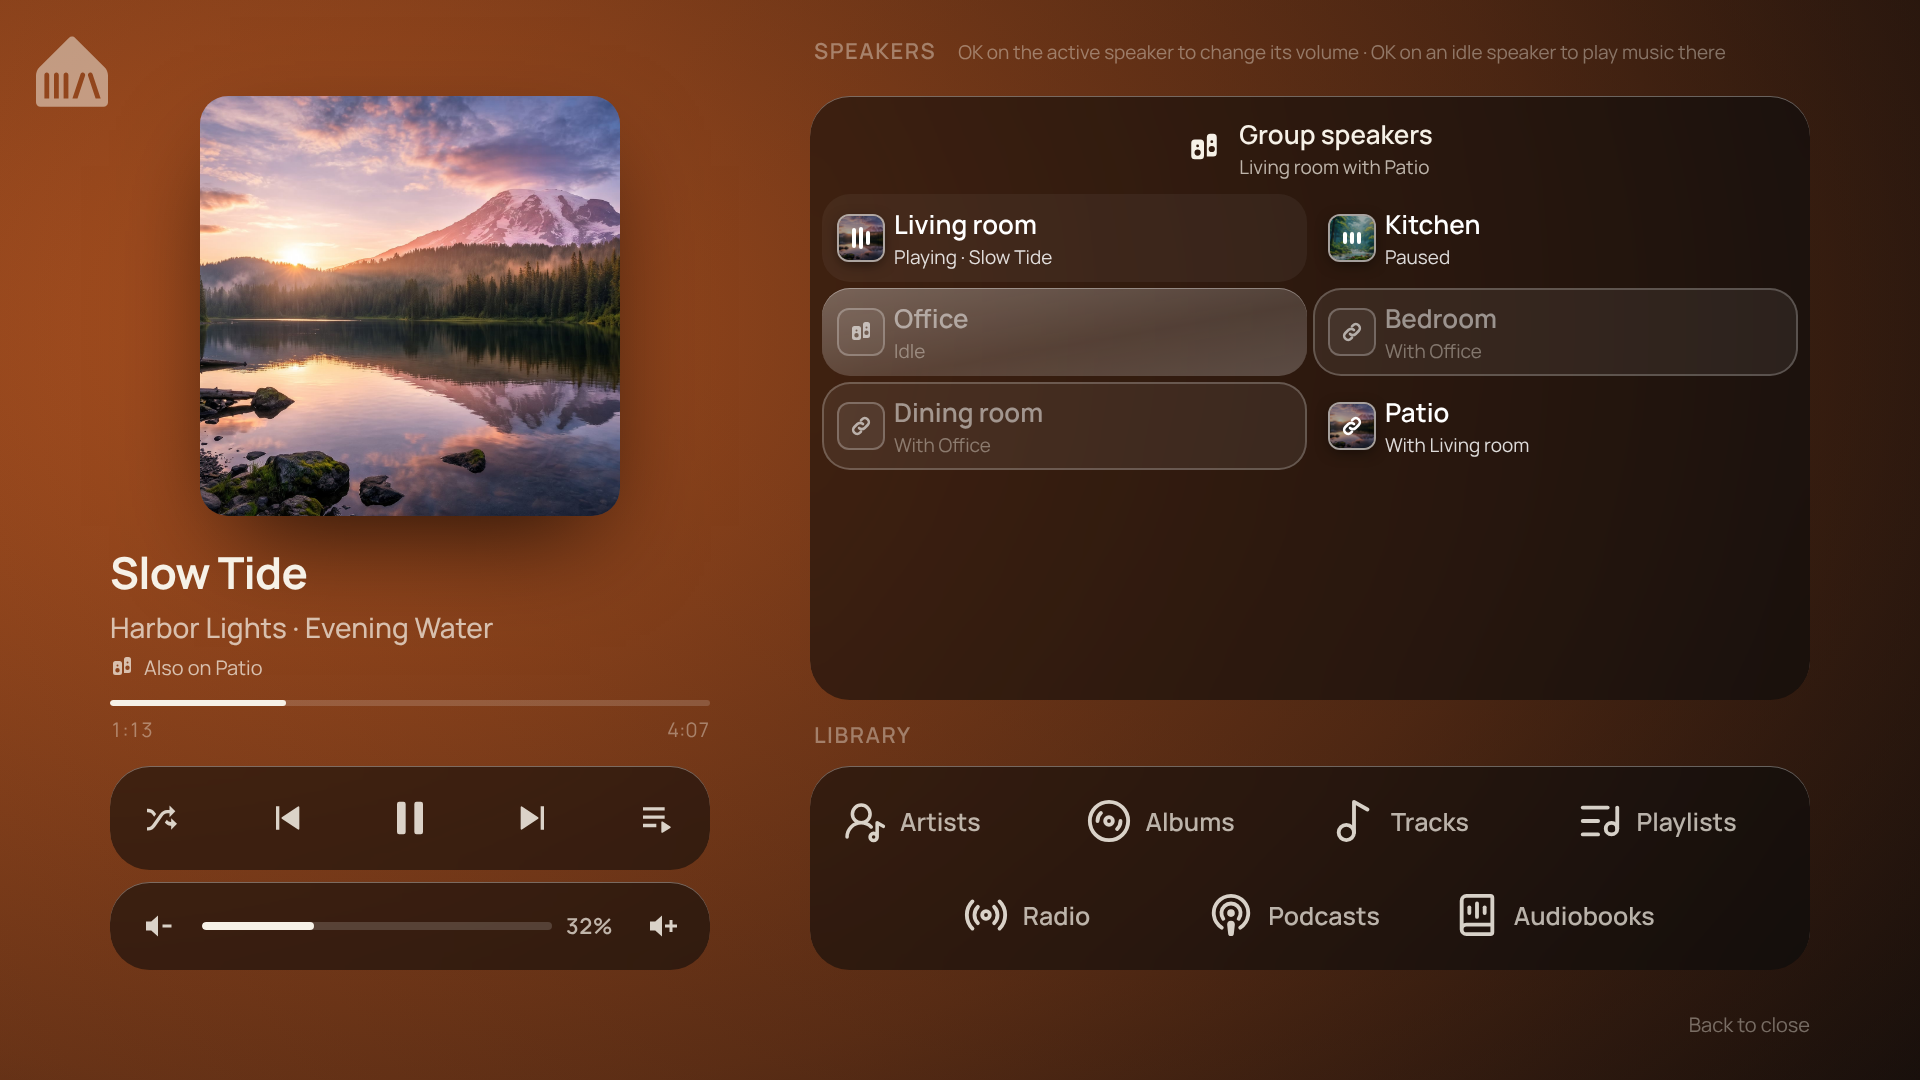 SPEAKERS OK on the active speaker to change its volume · OK on an idle speaker to play music there
Group speakers
Living room with Patio
Living room
Playing · Slow Tide
Kitchen
Paused
Office
Idle
Bedroom
With Office
Dining room
With Office
Patio
With Living room
Slow Tide
Harbor Lights · Evening Water
Also on Patio
1:13
4:07
32%
LIBRARY
Artists
Albums
Tracks
Playlists
Radio
Podcasts
Audiobooks
Back to close